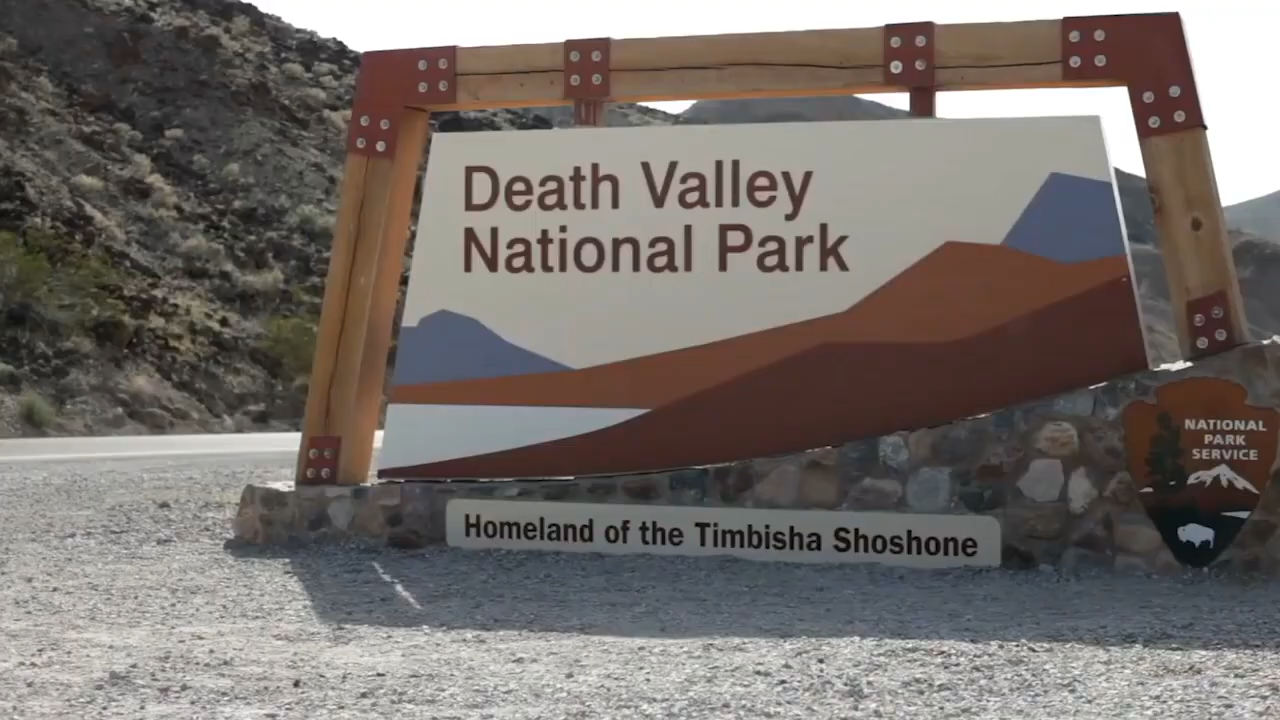 Death Valley
National Park
NATIONAL
PARK
SERVICE
Homeland of the Timbisha Shoshone